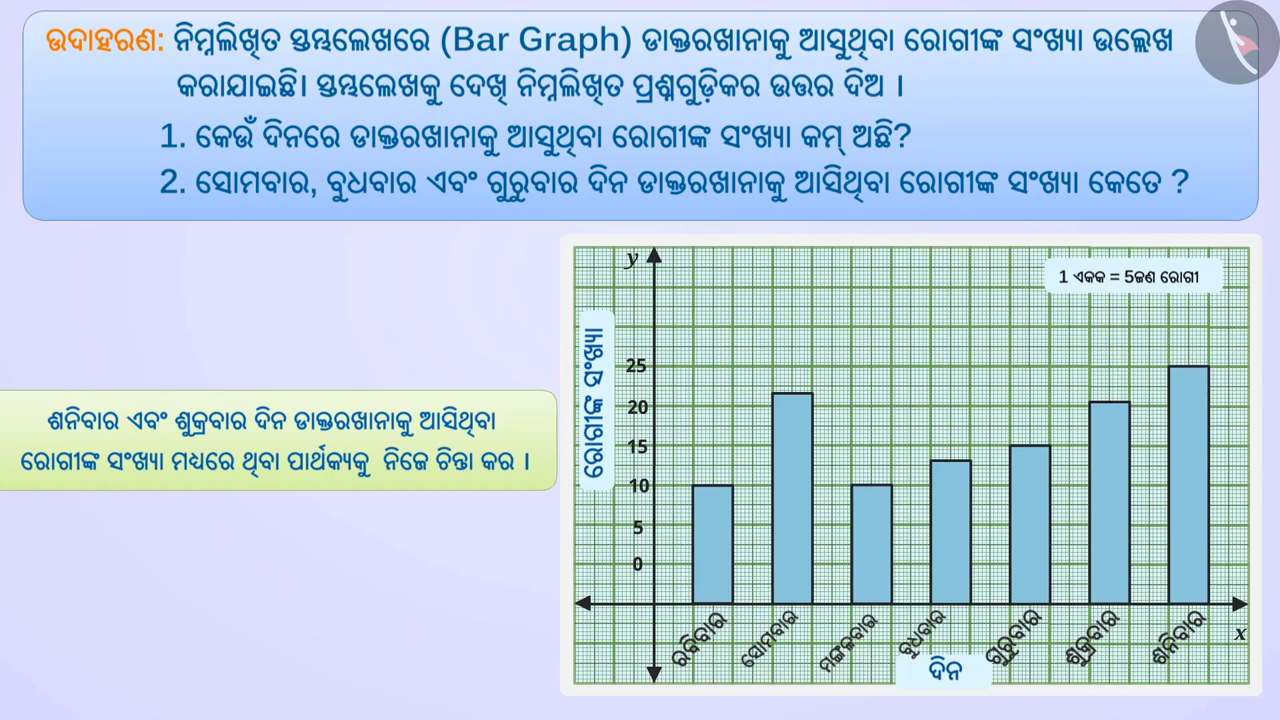 ଉଦାହରଣ: ନିମ୍ନଲିଖିତ ସ୍ତମ୍ଭଲେଖରେ (Bar Graph) ଡାକ୍ତରଖାନାକୁ ଆସୁଥିବା ରୋଗୀଙ୍କ ସଂଖ୍ୟା ଉଲ୍ଲେଖ
କରାଯାଇଛି। ସ୍ତମ୍ଭଲେଖକୁ ଦେଖି ନିମ୍ନଲିଖିତ ପ୍ରଶ୍ନଗୁଡ଼ିକର ଉତ୍ତର ଦିଅ ।
1. କେଉଁ ଦିନରେ ଡାକ୍ତରଖାନାକୁ ଆସୁଥିବା ରୋଗୀଙ୍କ ସଂଖ୍ୟା କମ୍ ଅଛି?
2. ସୋମବାର, ବୁଧବାର ଏବଂ ଗୁରୁବାର ଦିନ ଡାକ୍ତରଖାନାକୁ ଆସିଥିବା ରୋଗୀଙ୍କ ସଂଖ୍ୟା କେତେ ?
ଶନିବାର ଏବଂ ଶୁକ୍ରବାର ଦିନ ଡାକ୍ତରଖାନାକୁ ଆସିଥିବା
ରୋଗୀଙ୍କ ସଂଖ୍ୟା ମଧ୍ୟରେ ଥିବା ପାର୍ଥକ୍ୟକୁ ନିଜେ ଚିନ୍ତା କର ।
y
1 ଏକକ = 5ଜଣ ରୋଗୀ
ରୋଗୀଙ୍କ ସଂଖ୍ୟା
25
20
15
10
5
0
ରବିବାର
ସୋମବାର
ମଙ୍ଗଳବାର
ବୁଧବାର
ଗୁରୁବାର
ଶୁକ୍ରବାର
ଶନିବାର
x
ଦିନ